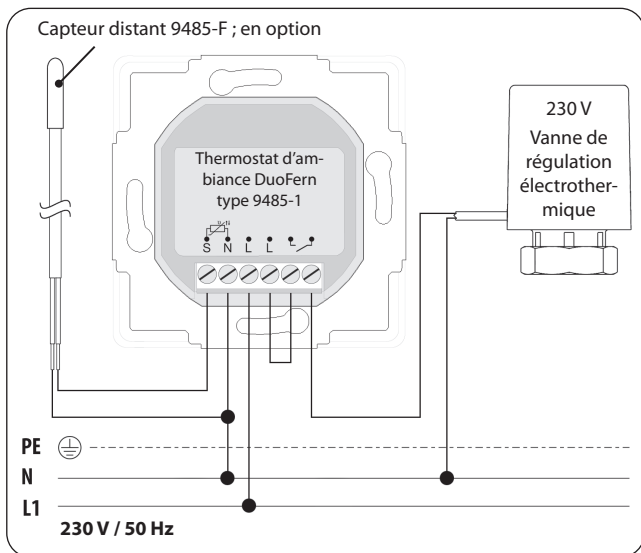 Capteur distant 9485-F ; en option
Thermostat d'am-
biance DuoFern
type 9485-1
ϑ/N
S N L L
230 V
Vanne de
régulation
électrother-
mique
PE
N
L1
230 V / 50 Hz